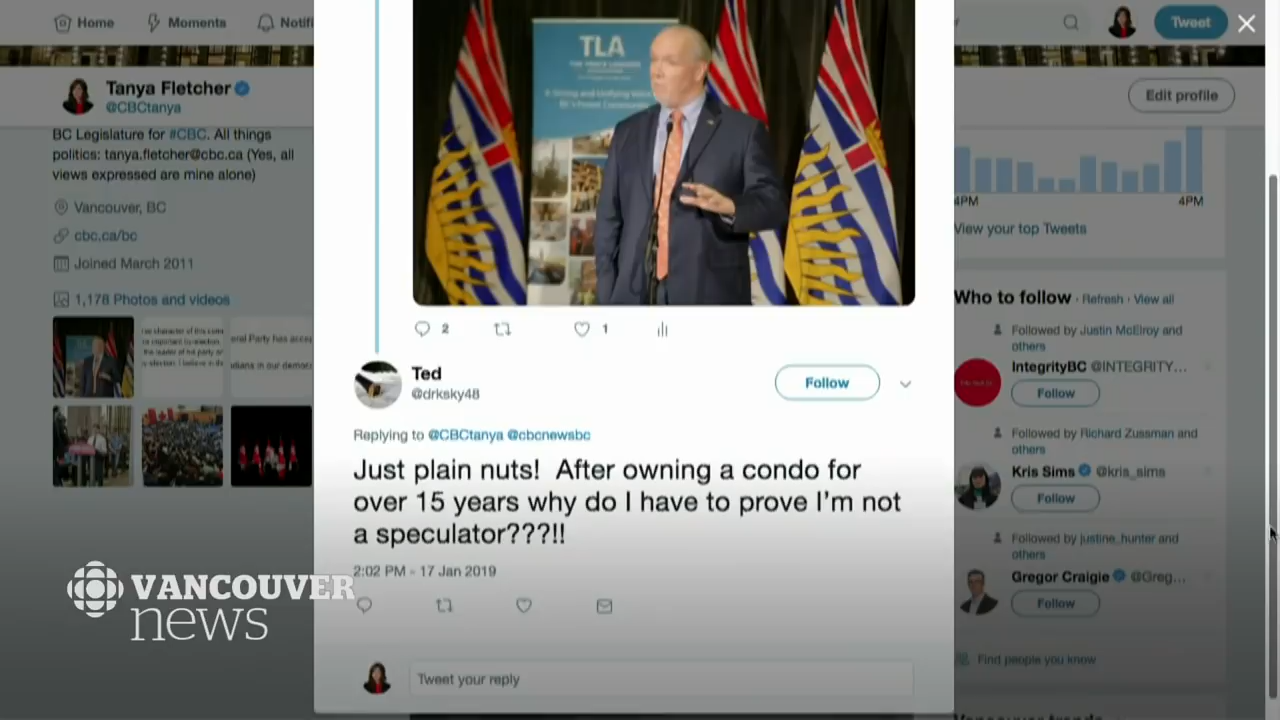 Home
Moments
Tweet
Tanya Fletcher
@CBCtanya
Edit profile
BC Legislature for #CBC. All things
politics: tanya.fletcher@cbc.ca (Yes, all
views expressed are mine alone)
Vancouver, BC
cbc.ca/bc
Joined March 2011
1,178 Photos and videos
TLA
2
1
Ted
@drksky48
Follow
Replying to @CBCtanya @cbcnewsbc
Just plain nuts! After owning a condo for
over 15 years why do I have to prove I'm not
a speculator???!!
2:02 PM - 17 Jan 2019
Tweet your reply
4PM
4PM
View your top Tweets
Who to follow · Refresh · View all
Followed by Justin McElroy and
others
IntegrityBC @INTEGRITY...
Follow
Followed by Richard Zussman and
others
Kris Sims @kris_sims
Follow
Followed by justine_hunter and
others
Gregor Craigie @Greg...
Follow
Find people you know
VANCOUVER
news